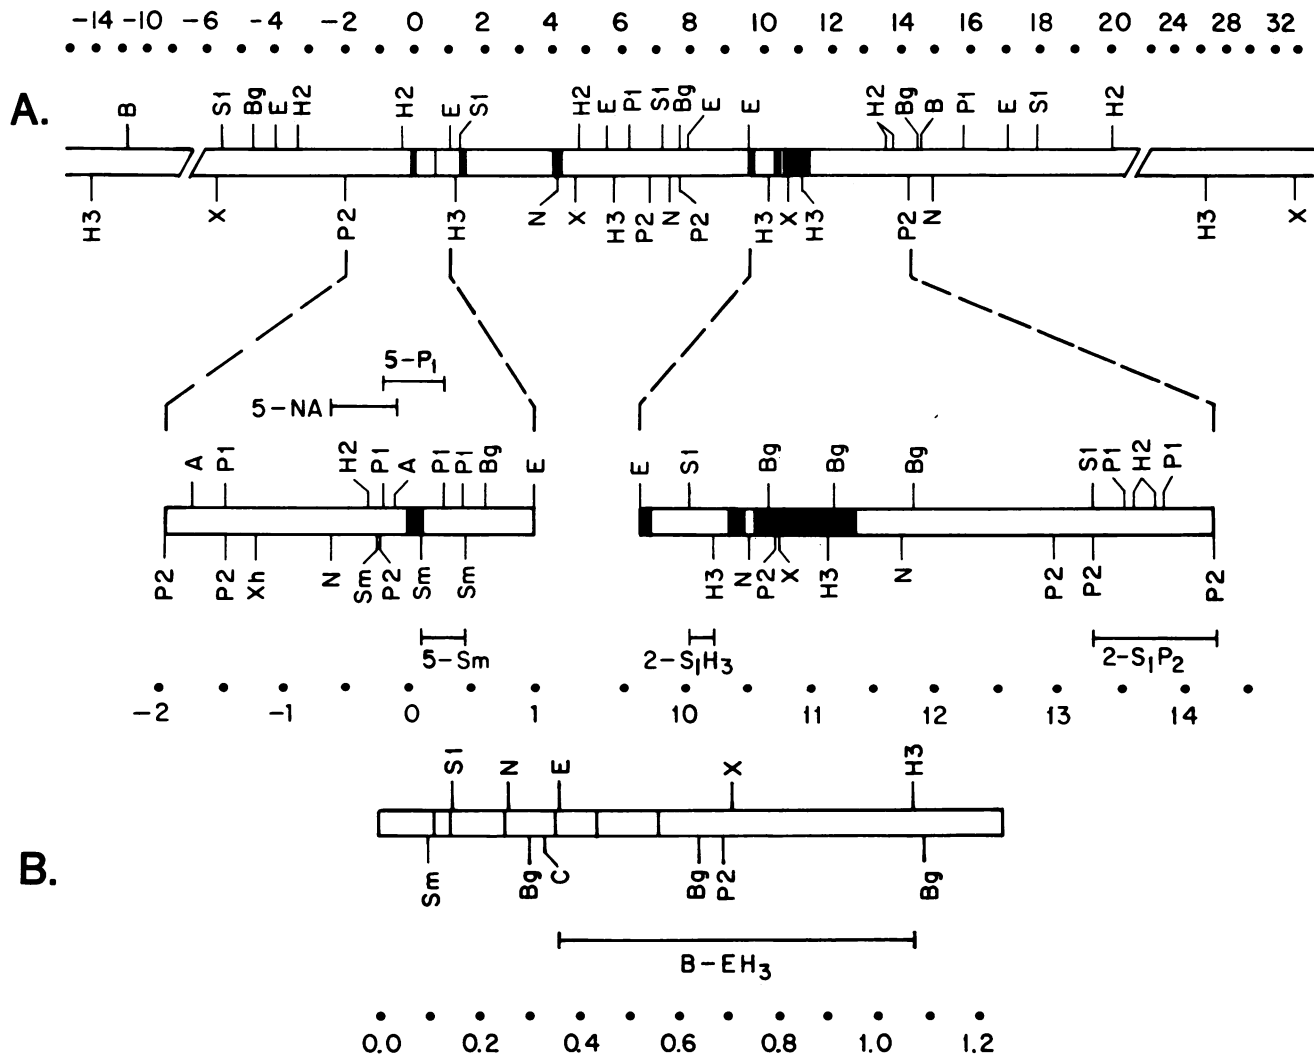 -14 -10 -6 -4 -2 0 2 4 6 8 10 12 14 16 18 20 24 28 32
A.
B S1 Bg E H2 H2 E S1 H2 E P1 S1 Bg E E H2 Bg B P1 E S1 H2
H3 X P2 H3 N X H3 P2 N P2 H3 X H3 P2 N H3 X
5-P1
5-NA
A P1 H2 P1 A P1 P1 Bg E E S1 Bg Bg Bg S1 P1 H2 P1
P2 P2 Xh N Sm P2 Sm Sm H3 N P2 X H3 N P2 P2 P2
5-Sm 2-S1H3 2-S1P2
-2 -1 0 1 10 11 12 13 14
S1 N E X H3
B.
Sm Bg C Bg P2 Bg
B-EH3
0.0 0.2 0.4 0.6 0.8 1.0 1.2